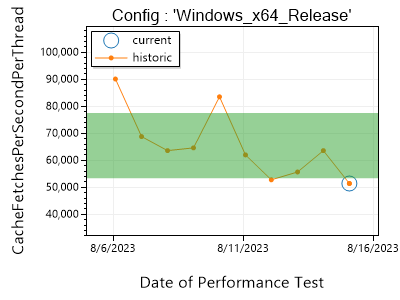 Config : 'Windows_x64_Release'
current
historic
CacheFetchesPerSecondPerThread
100,000
90,000
80,000
70,000
60,000
50,000
40,000
8/6/2023
8/11/2023
8/16/2023
Date of Performance Test